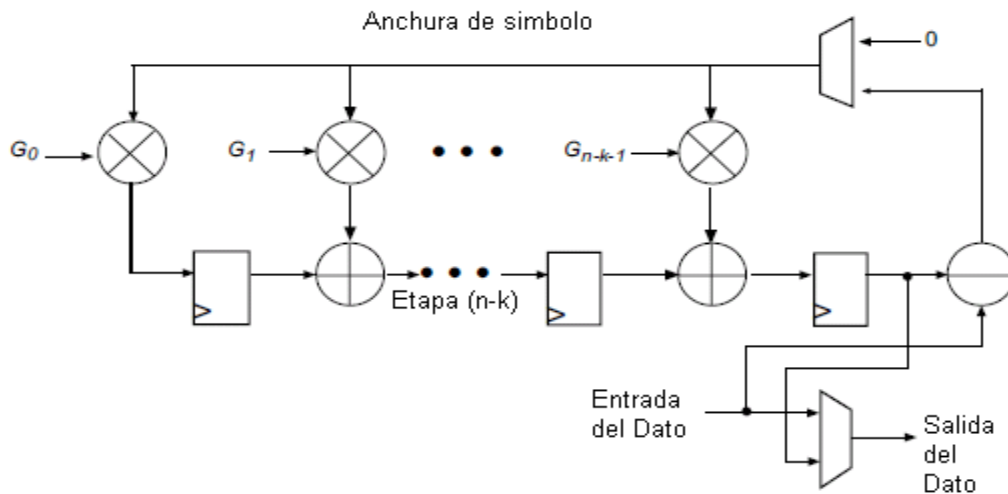 Anchura de simbolo
0
G0
G1
Gn-k-1
Etapa (n-k)
Entrada
del Dato
Salida
del
Dato